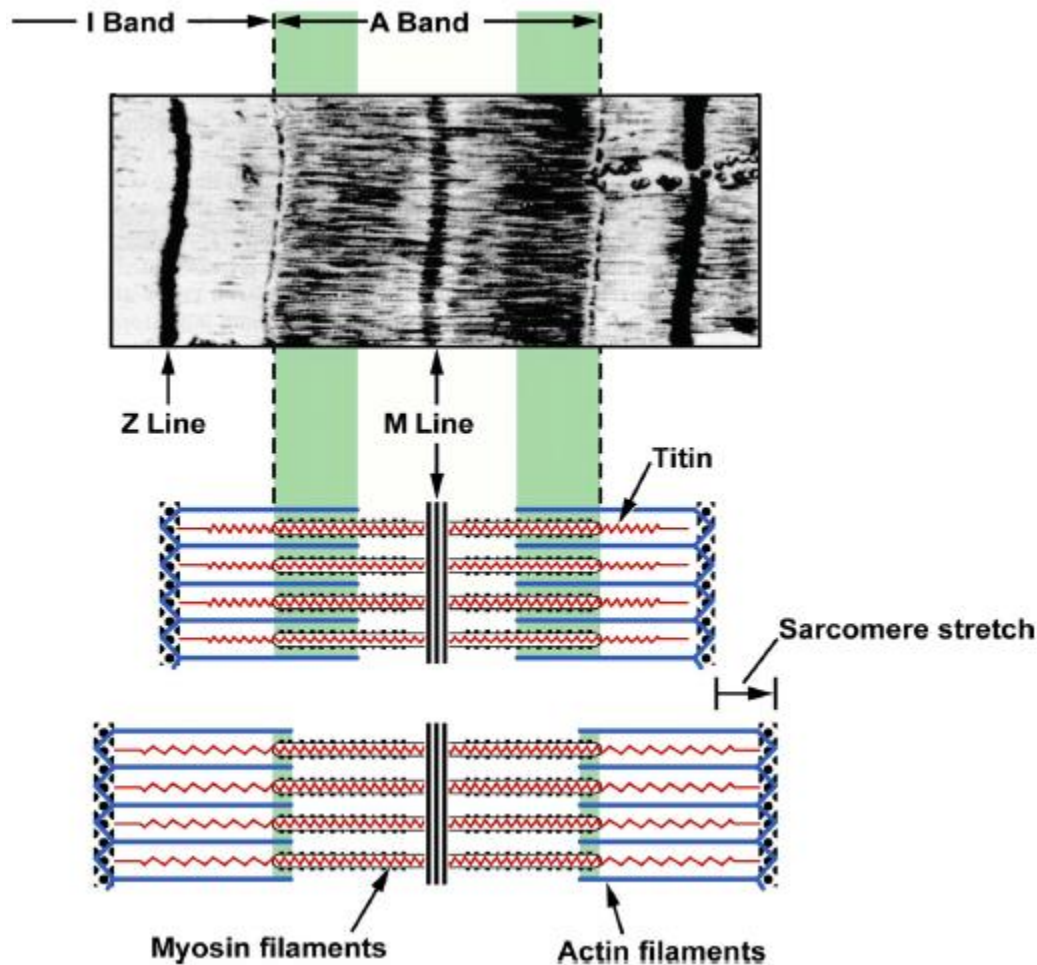 I Band
A Band
Z Line
M Line
Titin
Sarcomere stretch
Myosin filaments
Actin filaments